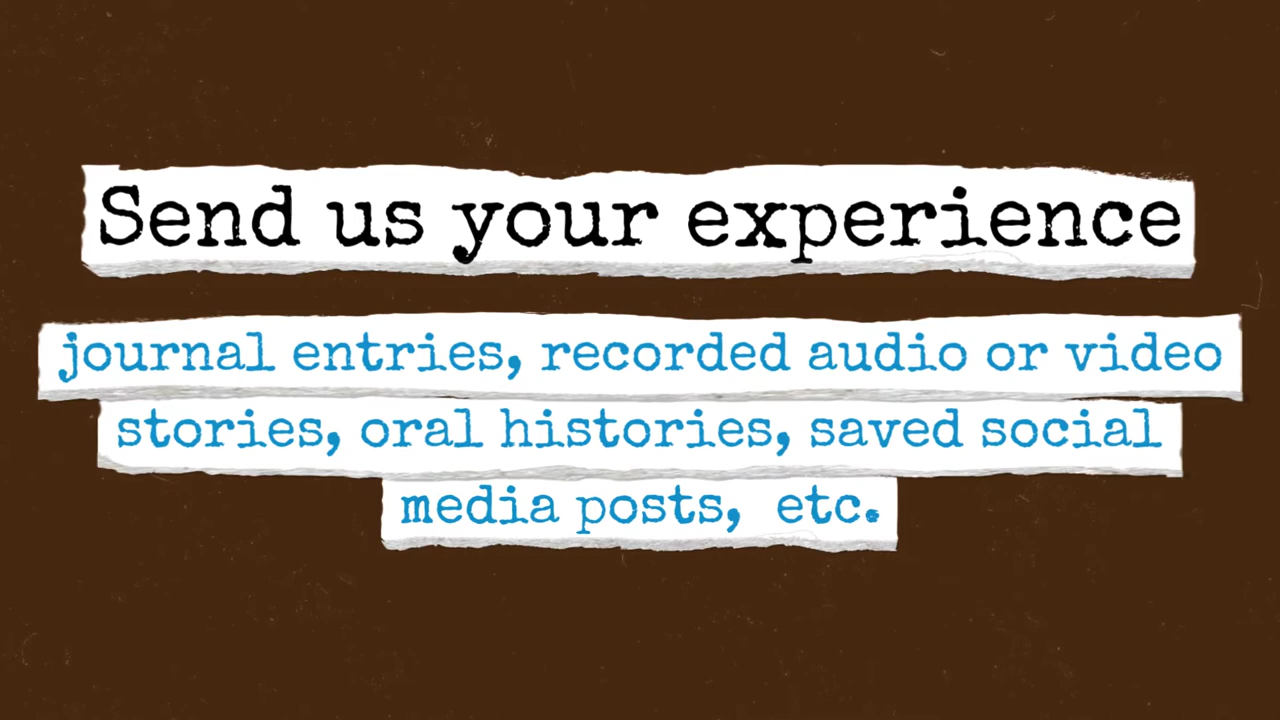 Send us your experience
journal entries, recorded audio or video
stories, oral histories, saved social
media posts, etc.